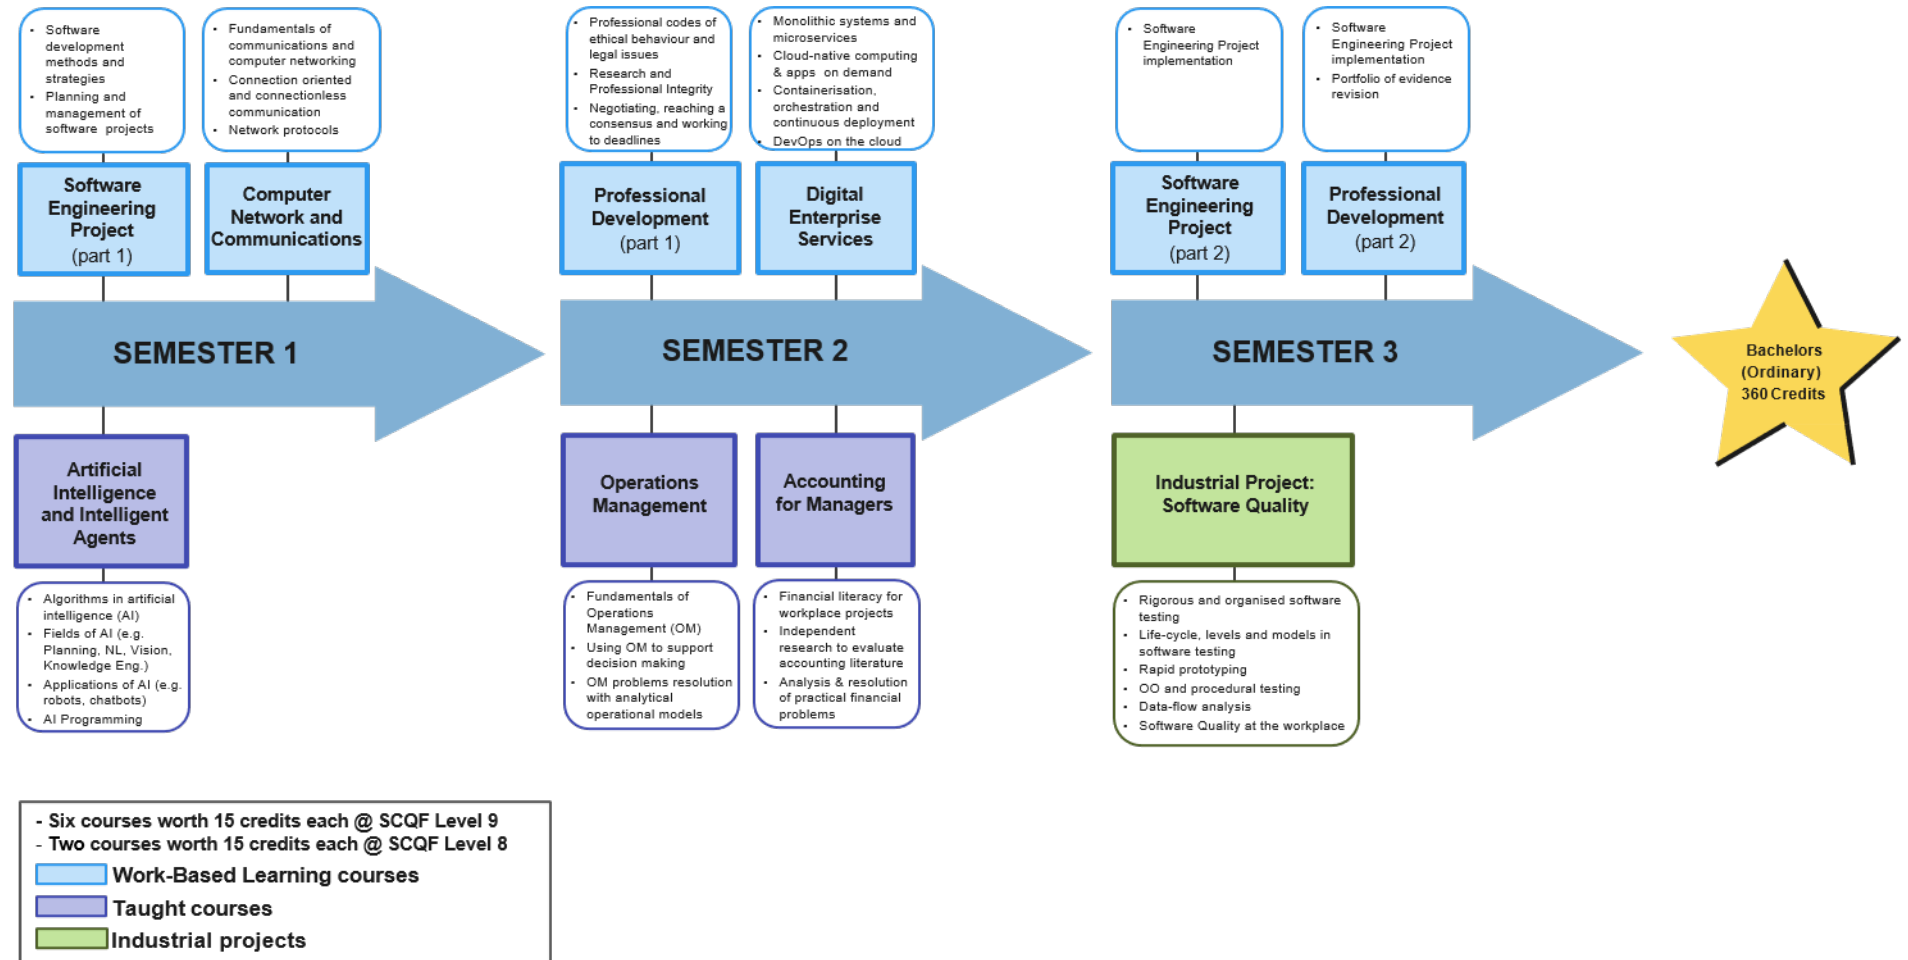 • Software
development
methods and
strategies
• Planning and
management of
software projects
• Fundamentals of
communications and
computer networking
• Connection oriented
and connectionless
communication
• Network protocols
• Professional codes of
ethical behaviour and
legal issues
• Research and
Professional Integrity
• Negotiating, reaching a
consensus and working
to deadlines
• Monolithic systems and
microservices
• Cloud-native computing
& apps on demand
• Containerisation,
orchestration and
continuous deployment
• DevOps on the cloud
• Software
Engineering Project
implementation
• Software
Engineering Project
implementation
• Portfolio of evidence
revision
Software
Engineering
Project
(part 1)
Computer
Network and
Communications
Professional
Development
(part 1)
Digital
Enterprise
Services
Software
Engineering
Project
(part 2)
Professional
Development
(part 2)
SEMESTER 1
SEMESTER 2
SEMESTER 3
Bachelors
(Ordinary)
360 Credits
Artificial
Intelligence
and Intelligent
Agents
Operations
Management
Accounting
for Managers
Industrial Project:
Software Quality
• Algorithms in artificial
intelligence (AI)
• Fields of AI (e.g.
Planning, NL, Vision,
Knowledge Eng.)
• Applications of AI (e.g.
robots, chatbots)
• AI Programming
• Fundamentals of
Operations
Management (OM)
• Using OM to support
decision making
• OM problems resolution
with analytical
operational models
• Financial literacy for
workplace projects
• Independent
research to evaluate
accounting literature
• Analysis & resolution
of practical financial
problems
• Rigorous and organised software
testing
• Life-cycle, levels and models in
software testing
• Rapid prototyping
• OO and procedural testing
• Data-flow analysis
• Software Quality at the workplace
- Six courses worth 15 credits each @ SCQF Level 9
- Two courses worth 15 credits each @ SCQF Level 8
Work-Based Learning courses
Taught courses
Industrial projects